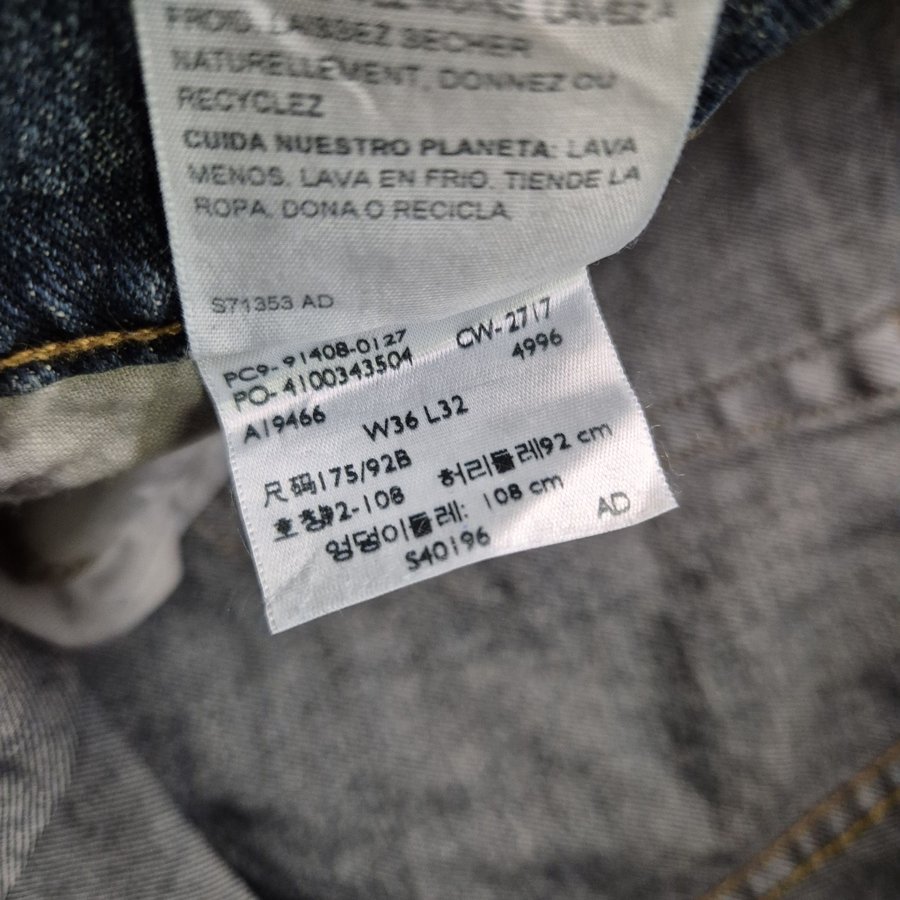 LAVEZ À
FROID, LAISSEZ SECHER
NATURELLEMENT, DONNEZ OU
RECYCLEZ
CUIDA NUESTRO PLANETA: LAVA
MENOS, LAVA EN FRIO, TIENDE LA
ROPA, DONA O RECICLA
S71353 AD
PC9-91408-0127 CW-2717
PO-4100343504 4996
A19466
W36 L32
尺码175/92B
호칭92-108 허리둘레92 cm
엉덩이둘레: 108 cm
S40196 AD